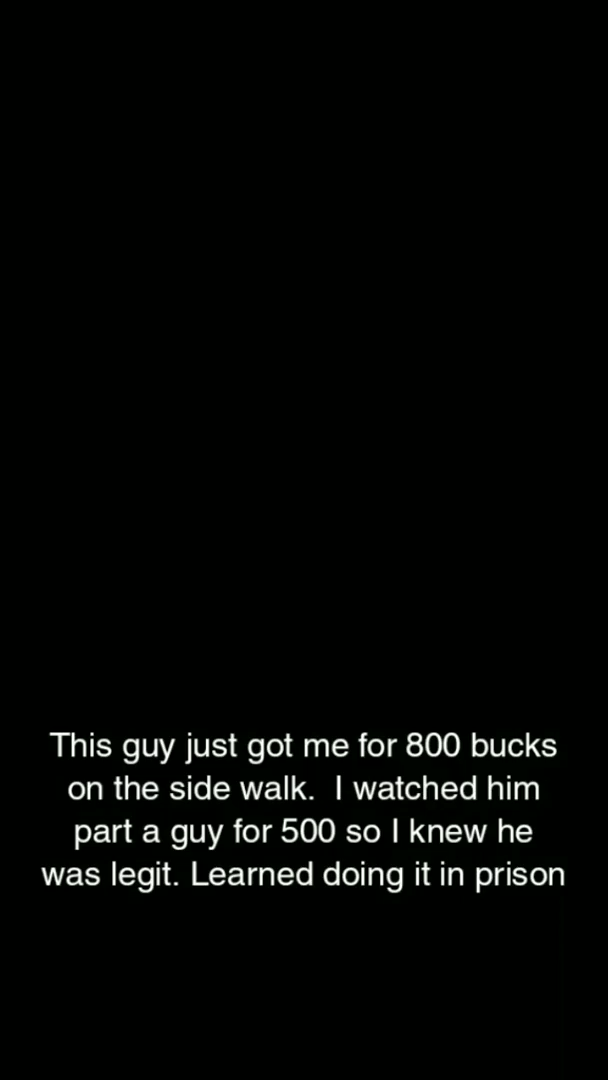 This guy just got me for 800 bucks
on the side walk.  I watched him
part a guy for 500 so I knew he
was legit. Learned doing it in prison